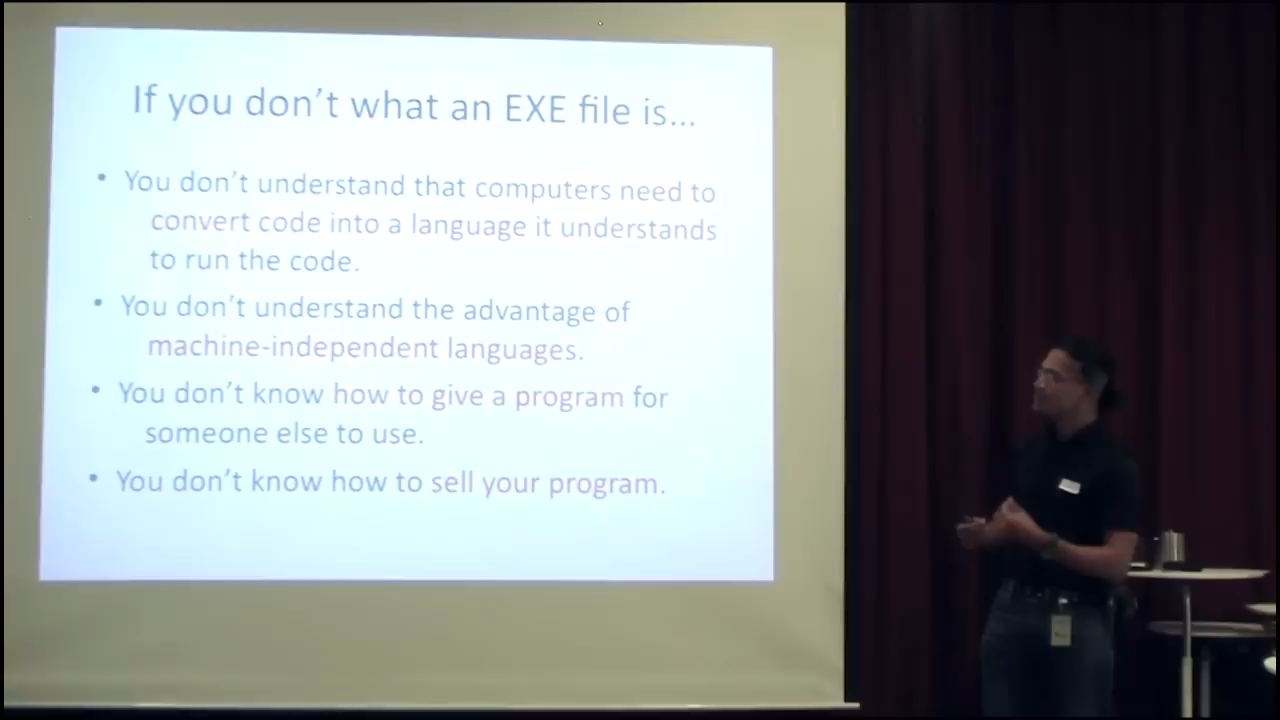 If you don't what an EXE file is...
• You don't understand that computers need to
convert code into a language it understands
to run the code.
• You don't understand the advantage of
machine-independent languages.
• You don't know how to give a program for
someone else to use.
• You don't know how to sell your program.